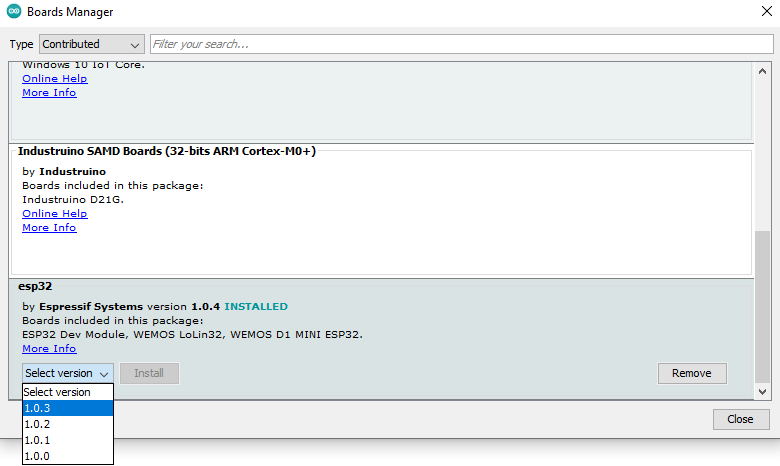 Boards Manager
Type Contributed Filter your search...
Windows 10 IoT Core.
Online Help
More Info
Industruino SAMD Boards (32-bits ARM Cortex-M0+)
by Industruino
Boards included in this package:
Industruino D21G.
Online Help
More Info
esp32
by Espressif Systems version 1.0.4 INSTALLED
Boards included in this package:
ESP32 Dev Module, WEMOS LoLin32, WEMOS D1 MINI ESP32.
More Info
Select version Install Remove
Select version
1.0.3
1.0.2
1.0.1
1.0.0
Close